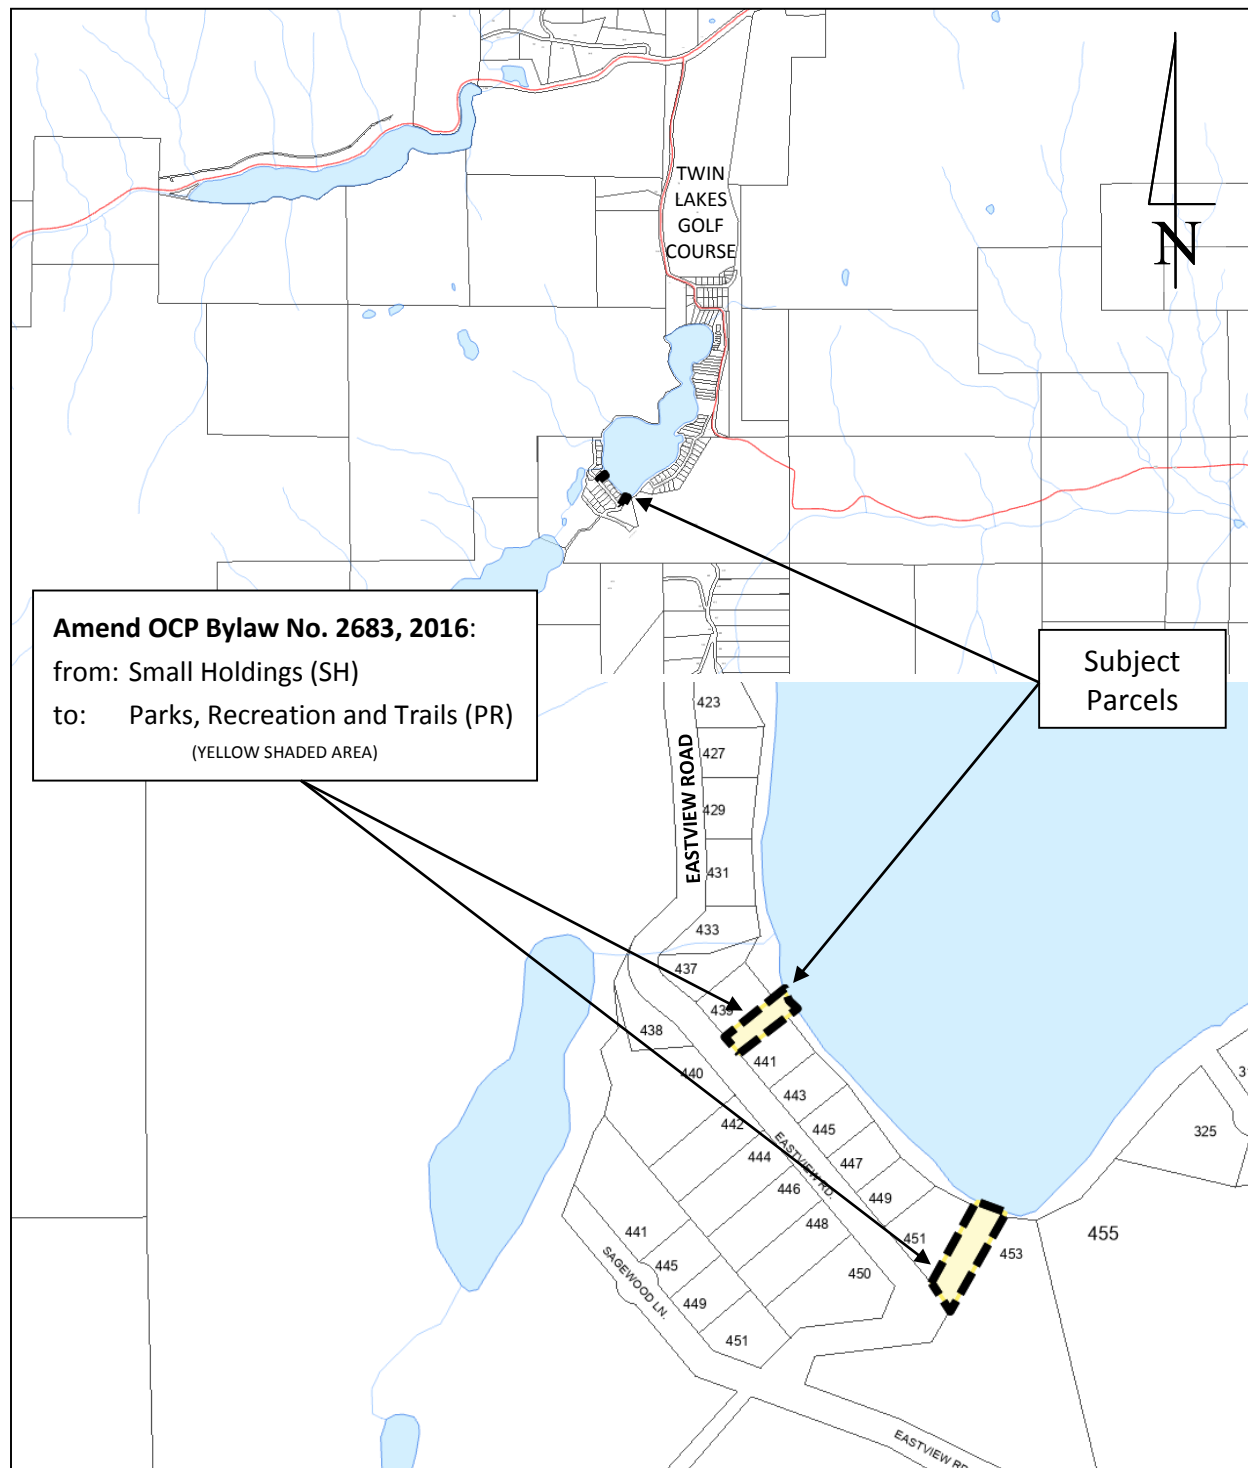 TWIN
LAKES
GOLF
COURSE
N
Amend OCP Bylaw No. 2683, 2016:
from: Small Holdings (SH)
to: Parks, Recreation and Trails (PR)
(YELLOW SHADED AREA)
Subject
Parcels
423
427
EASTVIEW ROAD
429
431
433
437
439
438
441
440
443
442
445
EASTVIEW RD.
444
447
446
449
448
451
453
455
325
31
441
445
450
SAGEWOOD LN.
449
451
EASTVIEW RD